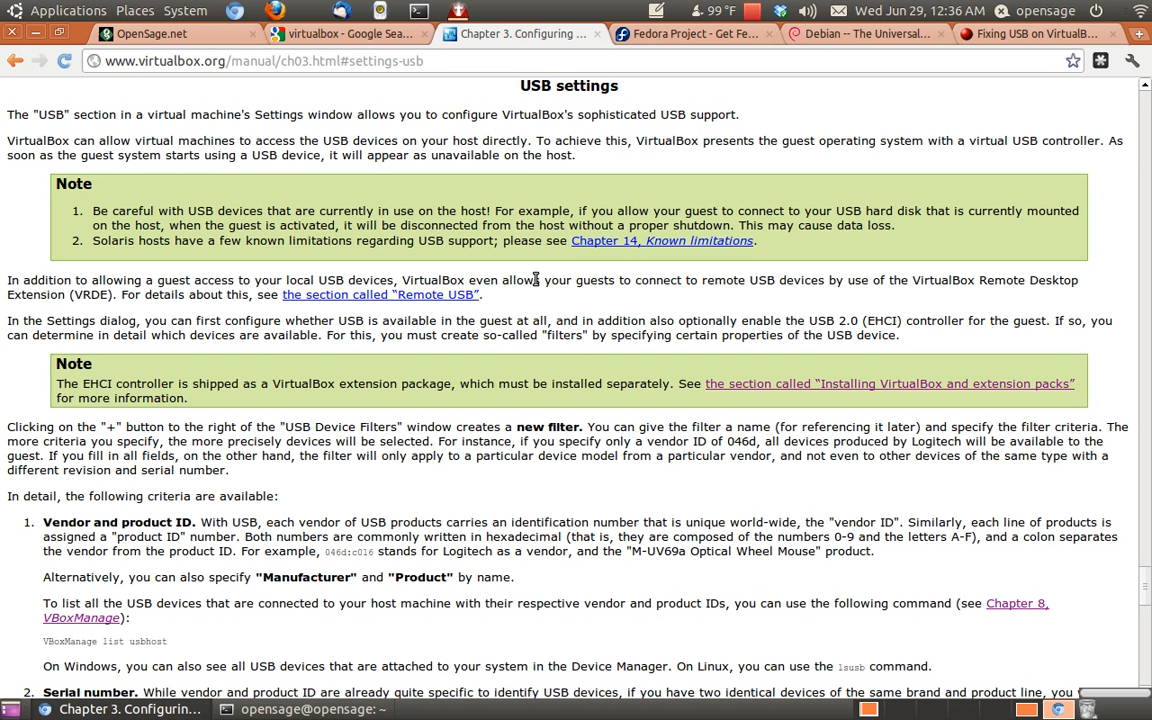 Applications Places System 99 °F Wed Jun 29, 12:36 AM opensage
OpenSage.net × virtualbox - Google Sea... × Chapter 3. Configuring ... × Fedora Project - Get Fe... × Debian -- The Universal... × Fixing USB on VirtualB... ×
www.virtualbox.org/manual/ch03.html#settings-usb
USB settings
The "USB" section in a virtual machine's Settings window allows you to configure VirtualBox's sophisticated USB support.
VirtualBox can allow virtual machines to access the USB devices on your host directly. To achieve this, VirtualBox presents the guest operating system with a virtual USB controller. As
soon as the guest system starts using a USB device, it will appear as unavailable on the host.
Note
1. Be careful with USB devices that are currently in use on the host! For example, if you allow your guest to connect to your USB hard disk that is currently mounted
on the host, when the guest is activated, it will be disconnected from the host without a proper shutdown. This may cause data loss.
2. Solaris hosts have a few known limitations regarding USB support; please see Chapter 14, Known limitations.
In addition to allowing a guest access to your local USB devices, VirtualBox even allows your guests to connect to remote USB devices by use of the VirtualBox Remote Desktop
Extension (VRDE). For details about this, see the section called “Remote USB”.
In the Settings dialog, you can first configure whether USB is available in the guest at all, and in addition also optionally enable the USB 2.0 (EHCI) controller for the guest. If so, you
can determine in detail which devices are available. For this, you must create so-called "filters" by specifying certain properties of the USB device.
Note
The EHCI controller is shipped as a VirtualBox extension package, which must be installed separately. See the section called “Installing VirtualBox and extension packs”
for more information.
Clicking on the "+" button to the right of the "USB Device Filters" window creates a new filter. You can give the filter a name (for referencing it later) and specify the filter criteria. The
more criteria you specify, the more precisely devices will be selected. For instance, if you specify only a vendor ID of 046d, all devices produced by Logitech will be available to the
guest. If you fill in all fields, on the other hand, the filter will only apply to a particular device model from a particular vendor, and not even to other devices of the same type with a
different revision and serial number.
In detail, the following criteria are available:
1. Vendor and product ID. With USB, each vendor of USB products carries an identification number that is unique world-wide, the "vendor ID". Similarly, each line of products is
assigned a "product ID" number. Both numbers are commonly written in hexadecimal (that is, they are composed of the numbers 0-9 and the letters A-F), and a colon separates
the vendor from the product ID. For example, 046d:c016 stands for Logitech as a vendor, and the "M-UV69a Optical Wheel Mouse" product.
Alternatively, you can also specify "Manufacturer" and "Product" by name.
To list all the USB devices that are connected to your host machine with their respective vendor and product IDs, you can use the following command (see Chapter 8,
VBoxManage):
VBoxManage list usbhost
On Windows, you can also see all USB devices that are attached to your system in the Device Manager. On Linux, you can use the lsusb command.
2. Serial number. While vendor and product ID are already quite specific to identify USB devices, if you have two identical devices of the same brand and product line, you
Chapter 3. Configurin... opensage@opensage: ~